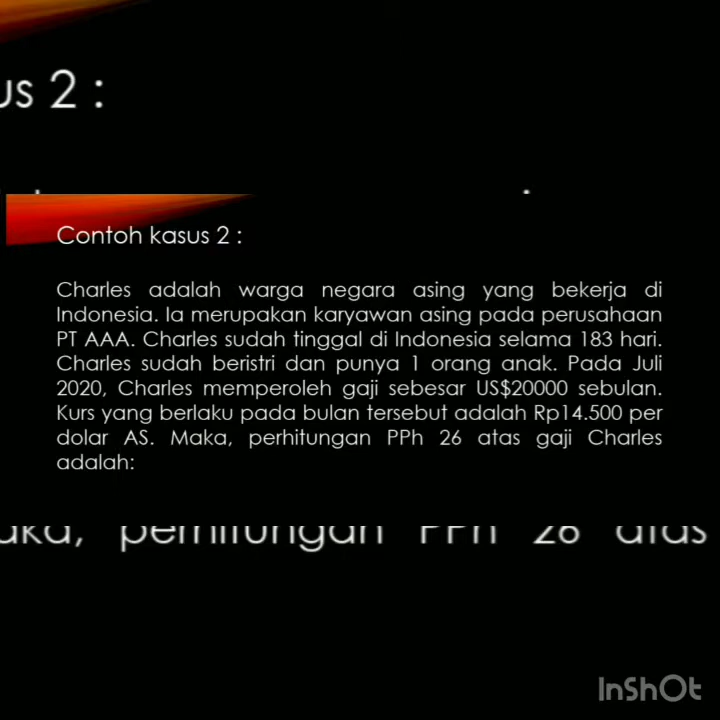 us 2 :
Contoh kasus 2 :
Charles adalah warga negara asing yang bekerja di
Indonesia. Ia merupakan karyawan asing pada perusahaan
PT AAA. Charles sudah tinggal di Indonesia selama 183 hari.
Charles sudah beristri dan punya 1 orang anak. Pada Juli
2020, Charles memperoleh gaji sebesar US$20000 sebulan.
Kurs yang berlaku pada bulan tersebut adalah Rp14.500 per
dolar AS. Maka, perhitungan PPh 26 atas gaji Charles
adalah:
aka, perhitungan PPh 26 atas
InShOt